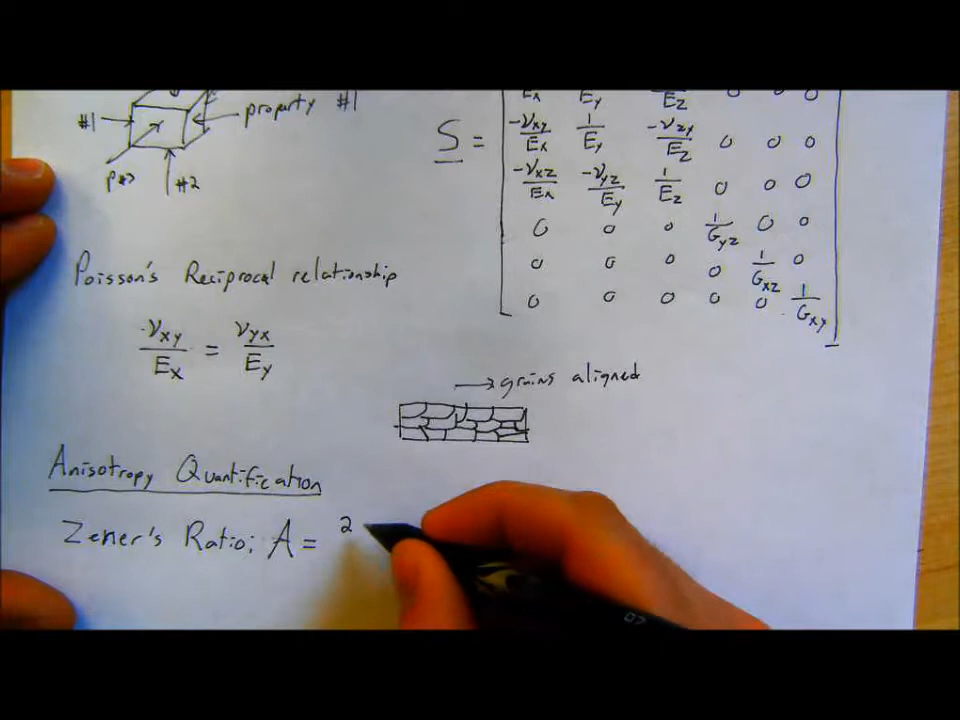 property #1
#1
#2
Poisson's Reciprocal relationship
νxy/Ex = νyx/Ey
Ex Ey Ez 0 0 0
S = -νxy/Ex 1/Ey -νzy/Ez 0 0 0
-νxz/Ex -νyz/Ey 1/Ez 0 0 0
0 0 0 1/Gyz 0 0
0 0 0 0 1/Gxz 0
0 0 0 0 0 1/Gxy
→ grains aligned
Anisotropy Quantification
Zener's Ratio; A = 2